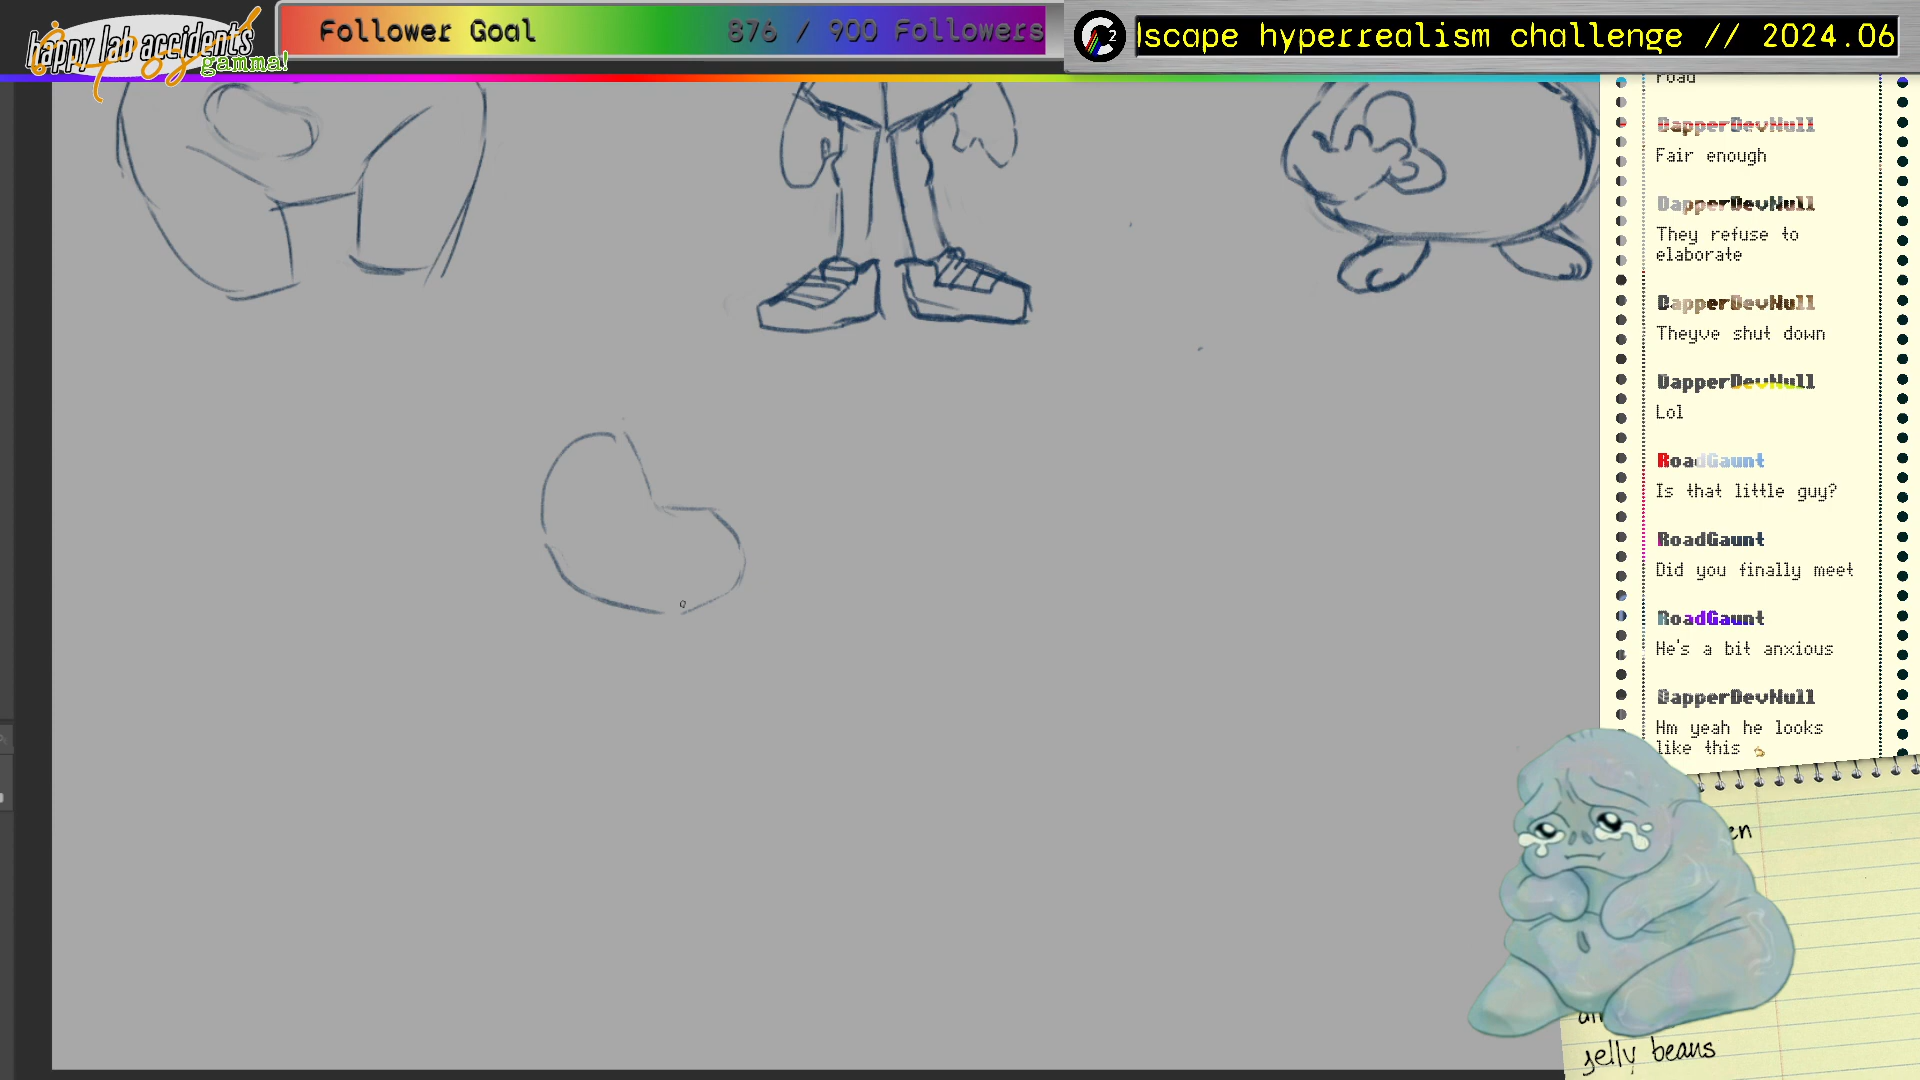 happy lab accidents
gamma!
Follower Goal
876 / 900 Followers
lscape hyperrealism challenge // 2024.06
road
DapperDevNull
Fair enough
DapperDevNull
They refuse to
elaborate
DapperDevNull
Theyve shut down
DapperDevNull
Lol
RoadGaunt
Is that little guy?
RoadGaunt
Did you finally meet
RoadGaunt
He's a bit anxious
DapperDevNull
Hm yeah he looks
like this
jelly beans